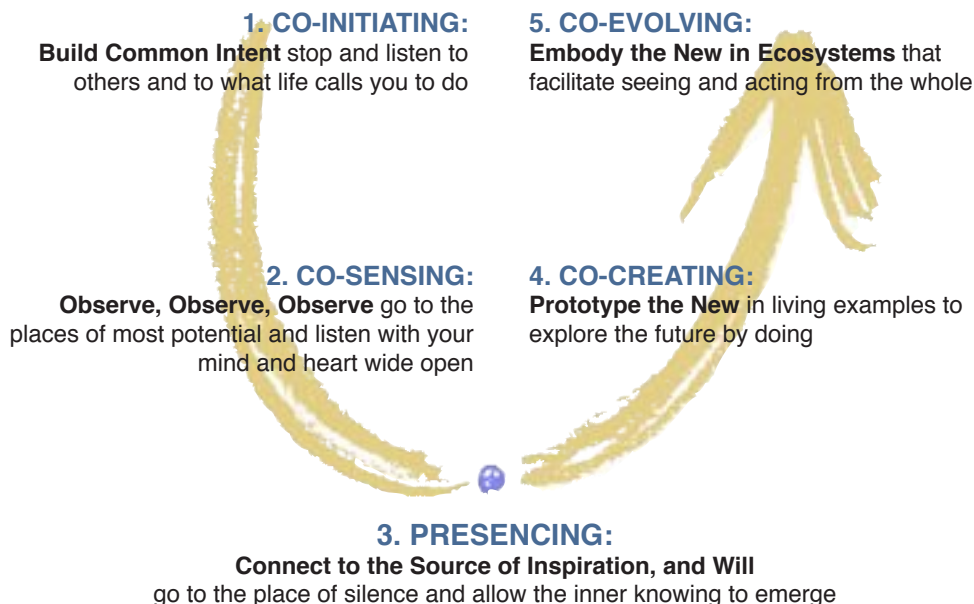 1. CO-INITIATING:
Build Common Intent stop and listen to
others and to what life calls you to do
2. CO-SENSING:
Observe, Observe, Observe go to the
places of most potential and listen with your
mind and heart wide open
3. PRESENCING:
Connect to the Source of Inspiration, and Will
go to the place of silence and allow the inner knowing to emerge
4. CO-CREATING:
Prototype the New in living examples to
explore the future by doing
5. CO-EVOLVING:
Embody the New in Ecosystems that
facilitate seeing and acting from the whole